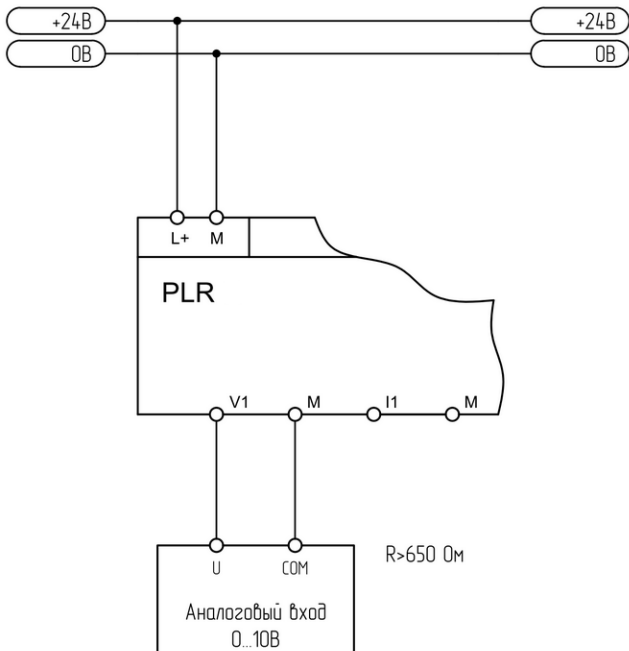 +24В +24В
0В 0В
L+ M
PLR
V1 M I1 M
U COM R>650 Ом
Аналоговый вход
0...10В